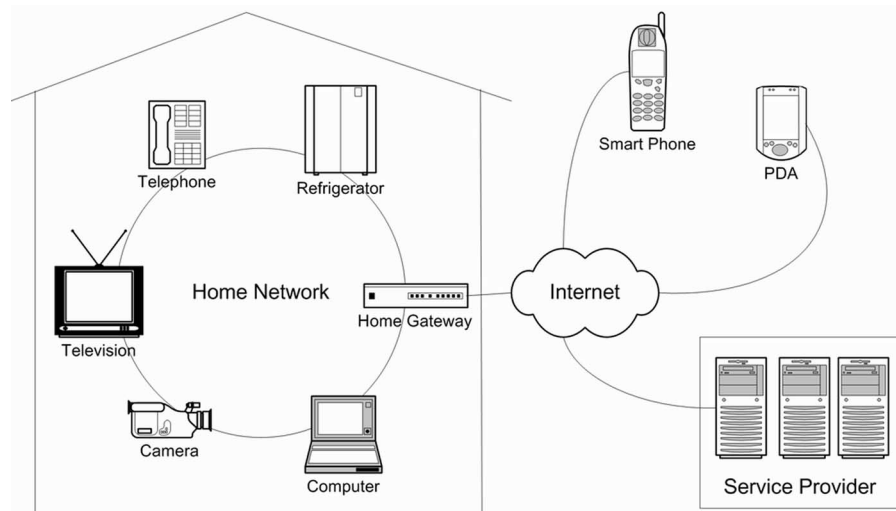 Smart Phone
PDA
Telephone
Refrigerator
Home Network
Internet
Home Gateway
Television
Camera
Computer
Service Provider